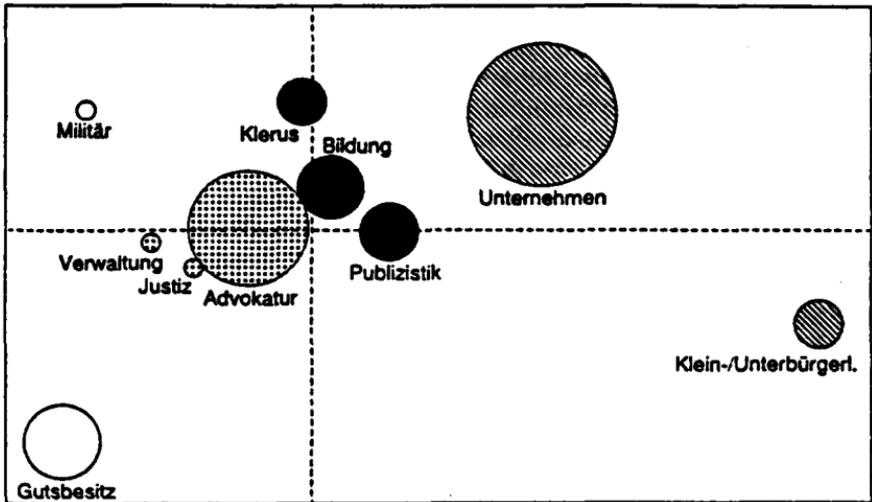 Militär
Klerus
Bildung
Unternehmen
Verwaltung
Justiz
Advokatur
Publizistik
Klein-/Unterbürgerl.
Gutsbesitz